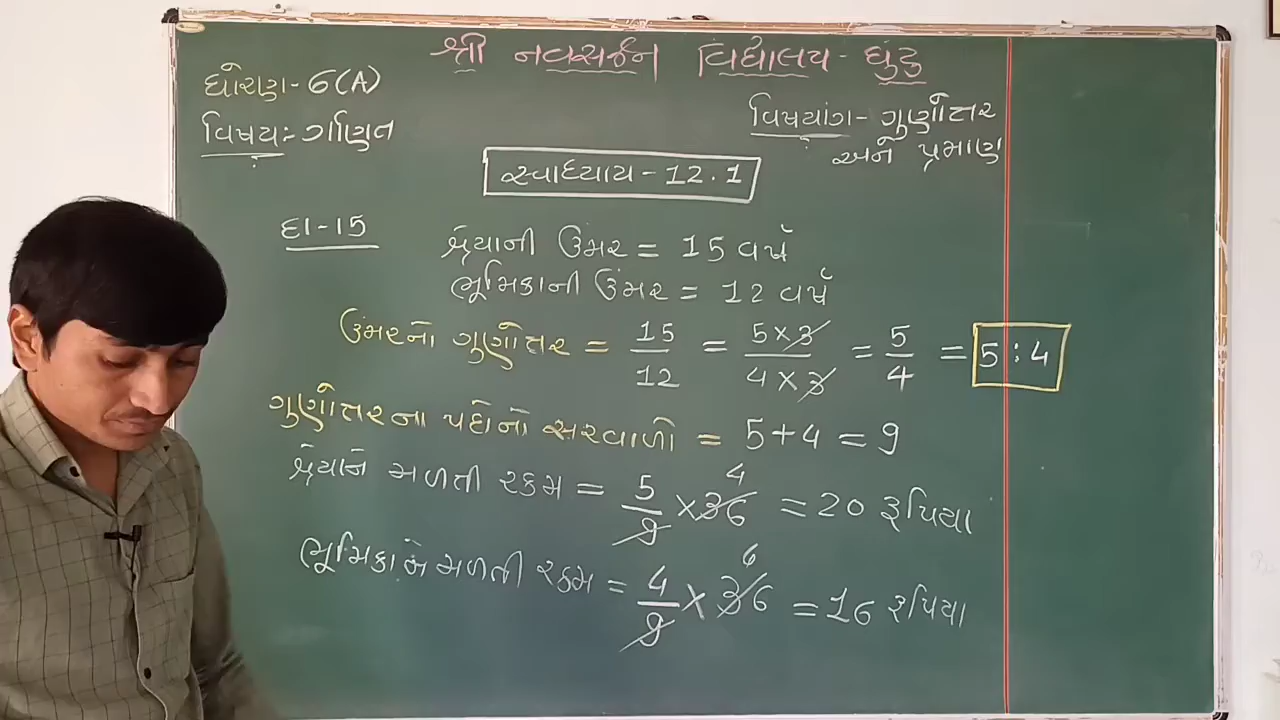 શ્રી નવસર્જન વિદ્યાલય - ઘુંટુ
ધોરણ - 6(A)
વિષય:- ગણિત
વિષયાંગ - ગુણોત્તર
અને પ્રમાણ
સ્વાધ્યાય - 12.1
દા-15
શ્રેયાની ઉંમર = 15 વર્ષ
ભૂમિકાની ઉંમર = 12 વર્ષ
ઉંમરનો ગુણોત્તર = 15/12 = 5×3/4×3 = 5/4 = 5:4
ગુણોત્તરના પદોનો સરવાળો = 5+4 = 9
શ્રેયાને મળતી રકમ = 5/9 × 36 4 = 20 રૂપિયા
ભૂમિકાને મળતી રકમ = 4/9 × 36 6 = 16 રૂપિયા